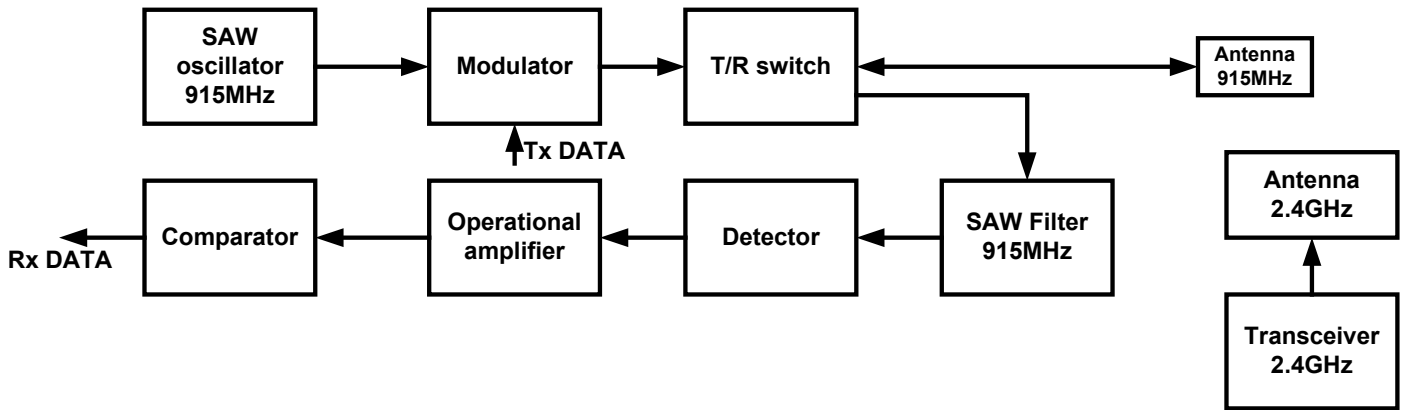 SAW
oscillator
915MHz
Modulator
T/R switch
Antenna
915MHz
Tx DATA
Antenna
2.4GHz
Rx DATA
Comparator
Operational
amplifier
Detector
SAW Filter
915MHz
Transceiver
2.4GHz